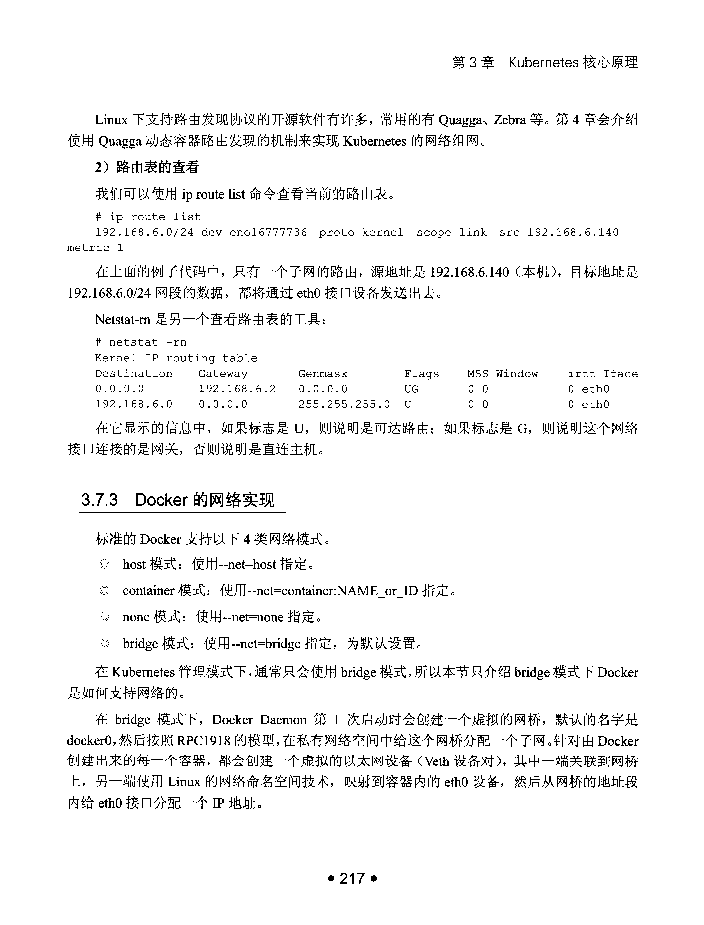 第 3 章 Kubernetes 核心原理
Linux 下支持路由发现协议的开源软件有许多，常用的有 Quagga、Zebra 等。第 4 章会介绍
使用 Quagga 动态容器路由发现的机制来实现 Kubernetes 的网络组网。
2）路由表的查看
我们可以使用 ip route list 命令查看当前的路由表。
# ip route list
192.168.6.0/24 dev eno16777736 proto kernel scope link src 192.168.6.140
metric 1
在上面的例子代码中，只有一个子网的路由，源地址是 192.168.6.140（本机），目标地址是
192.168.6.0/24 网段的数据，都将通过 eth0 接口设备发送出去。
Netstat-rn 是另一个查看路由表的工具：
# netstat -rn
Kernel IP routing table
Destination Gateway Genmask Flags MSS Window irtt Iface
0.0.0.0 192.168.6.2 0.0.0.0 UG 0 0 0 eth0
192.168.6.0 0.0.0.0 255.255.255.0 U 0 0 0 eth0
在它显示的信息中，如果标志是 U，则说明是可达路由；如果标志是 G，则说明这个网络
接口连接的是网关，否则说明是直连主机。
3.7.3 Docker 的网络实现
标准的 Docker 支持以下 4 类网络模式。
host 模式：使用--net=host 指定。
container 模式：使用--net=container:NAME_or_ID 指定。
none 模式：使用--net=none 指定。
bridge 模式：使用--net=bridge 指定，为默认设置。
在 Kubernetes 管理模式下，通常只会使用 bridge 模式，所以本节只介绍 bridge 模式下 Docker
是如何支持网络的。
在 bridge 模式下，Docker Daemon 第 1 次启动时会创建一个虚拟的网桥，默认的名字是
docker0，然后按照 RPC1918 的模型，在私有网络空间中给这个网桥分配一个子网。针对由 Docker
创建出来的每一个容器，都会创建一个虚拟的以太网设备（Veth 设备对），其中一端关联到网桥
上，另一端使用 Linux 的网络命名空间技术，映射到容器内的 eth0 设备，然后从网桥的地址段
内给 eth0 接口分配一个 IP 地址。
• 217 •